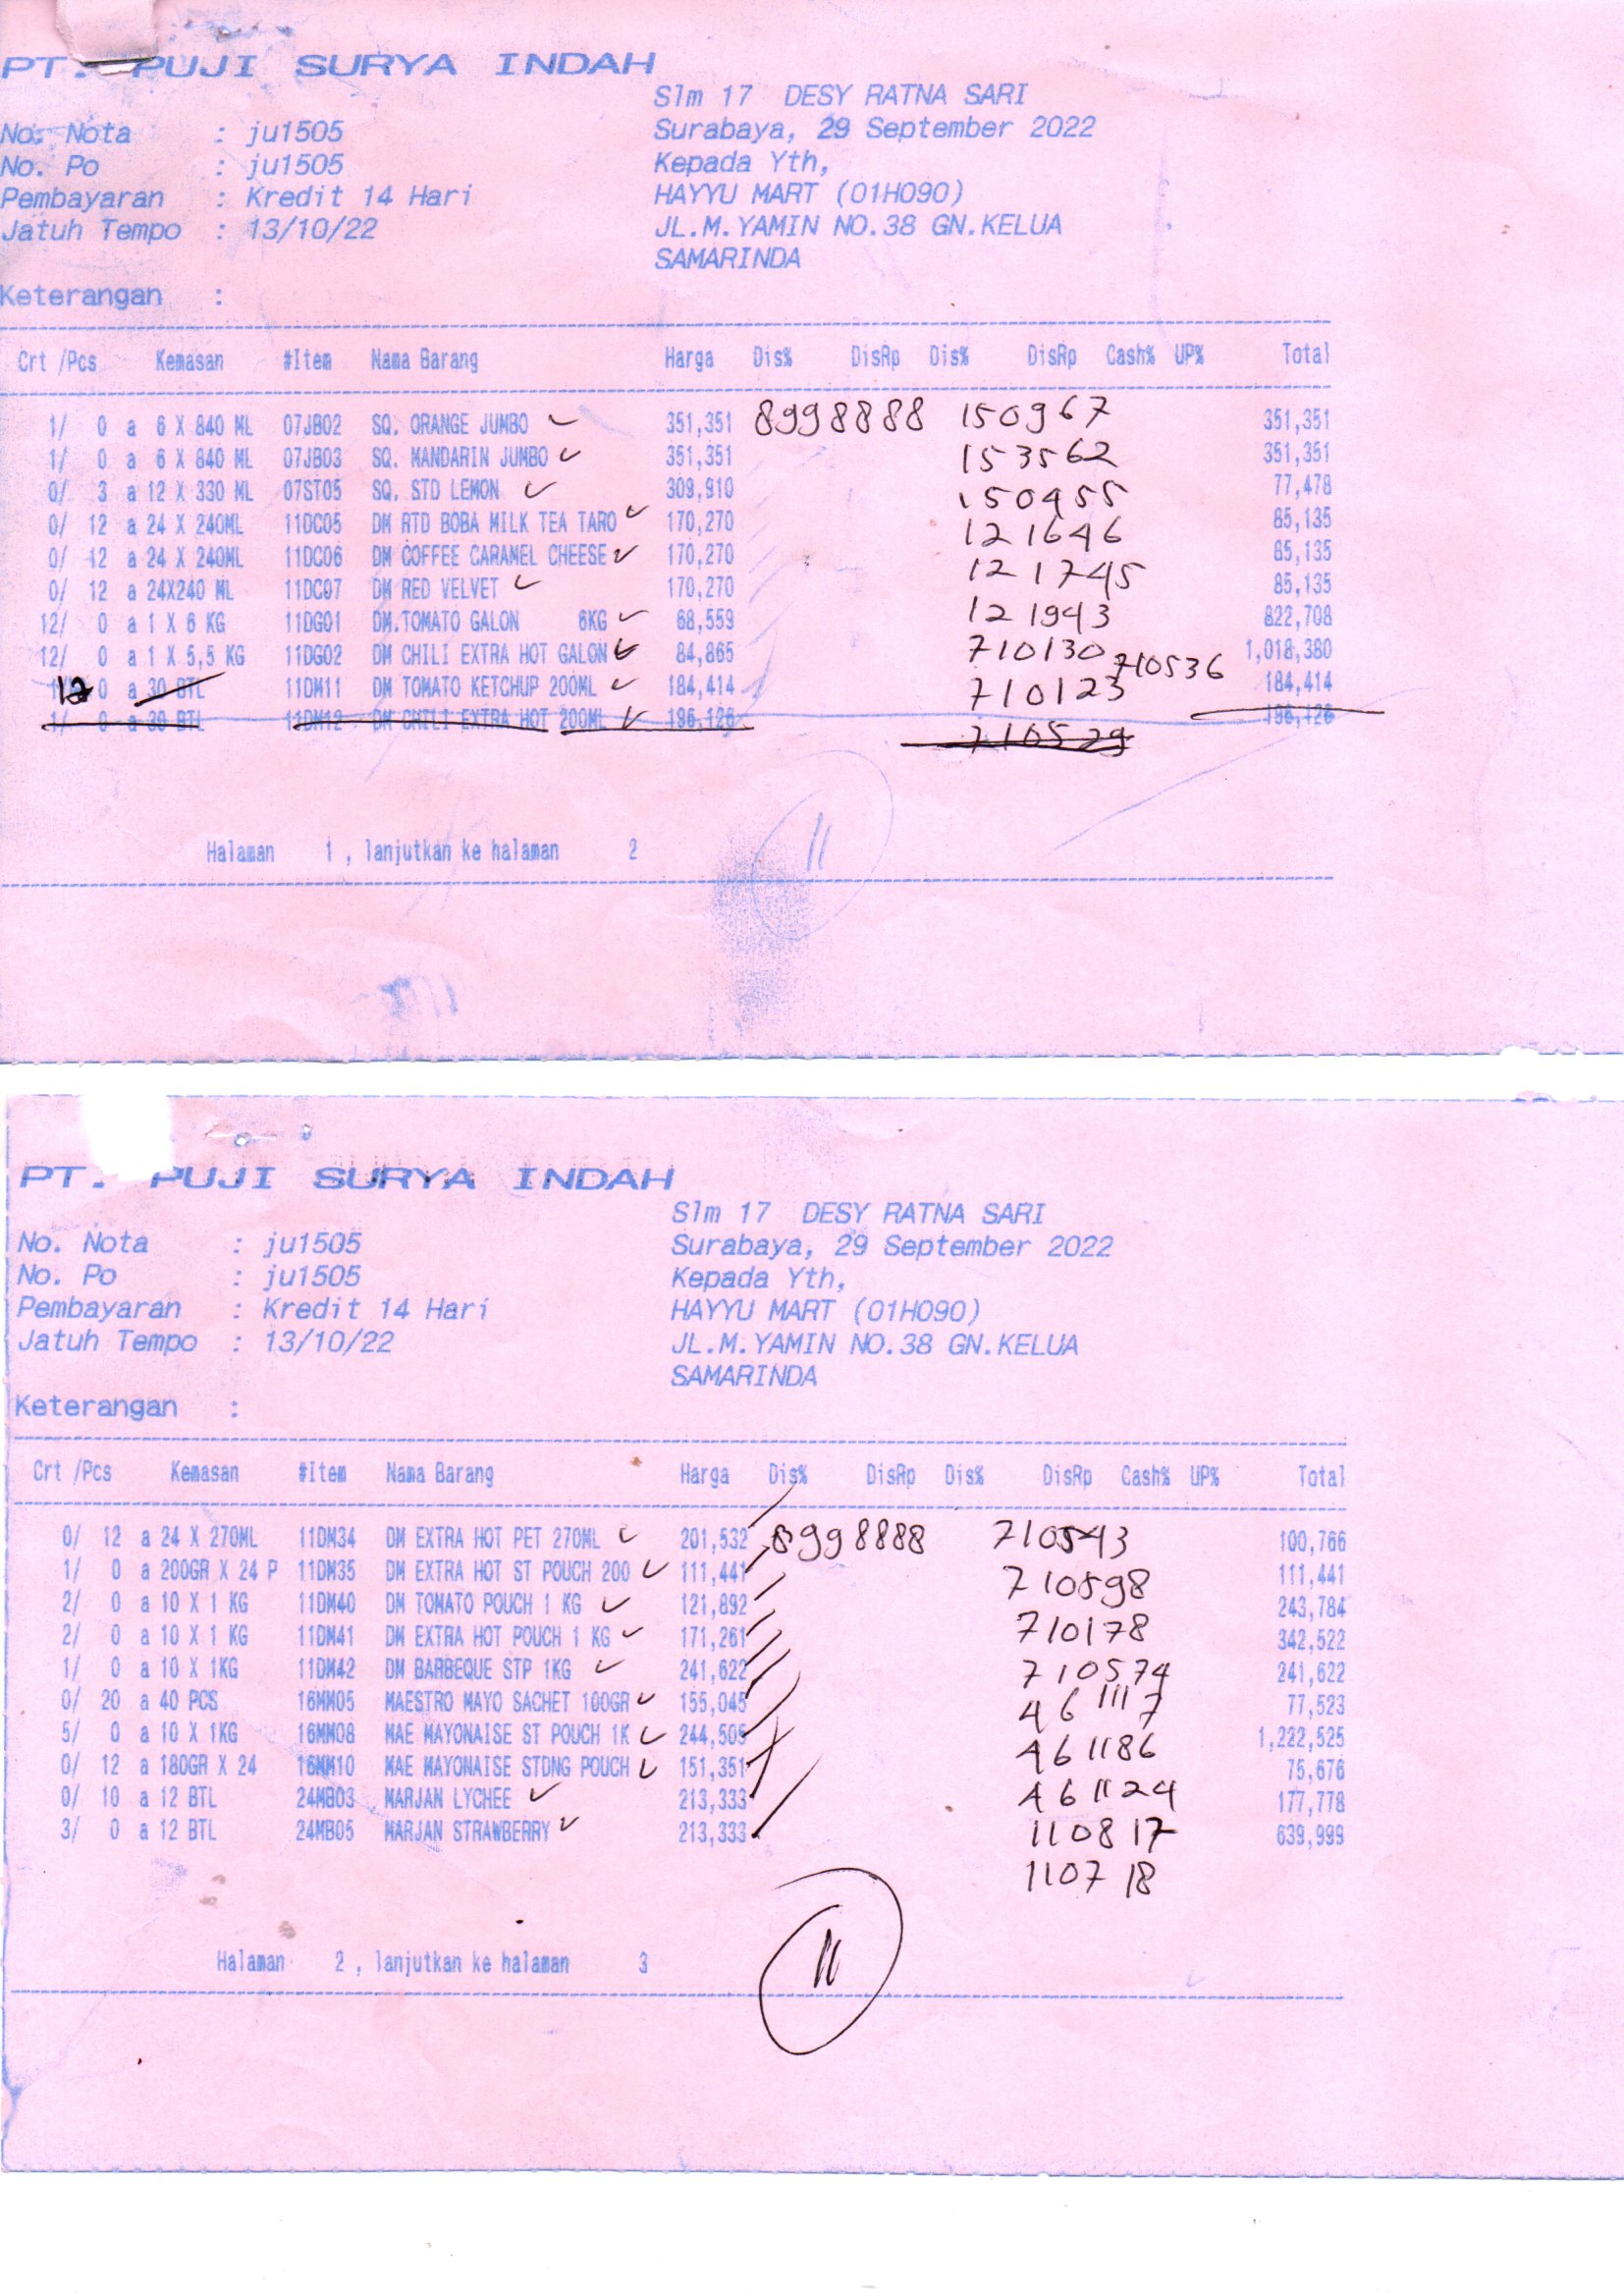 PT. PUJI SURYA INDAH
Slm 17 DESY RATNA SARI
No. Nota : ju1505 Surabaya, 29 September 2022
No. Po : ju1505 Kepada Yth,
Pembayaran : Kredit 14 Hari HAYYU MART (01H090)
Jatuh Tempo : 13/10/22 JL.M.YAMIN NO.38 GN.KELUA
SAMARINDA
Keterangan :
Crt /Pcs Kemasan #Item Nama Barang Harga Dis% DisRp Dis% DisRp Cash% UP% Total
1/ 0 a 6 X 840 ML 07JB02 SQ. ORANGE JUMBO 351,351 8998888 150967 351,351
1/ 0 a 6 X 840 ML 07JB03 SQ. MANDARIN JUMBO 351,351 153562 351,351
0/ 3 a 12 X 330 ML 07ST05 SQ. STD LEMON 309,910 150455 77,478
0/ 12 a 24 X 240ML 11DC05 DM RTD BOBA MILK TEA TARO 170,270 121646 85,135
0/ 12 a 24 X 240ML 11DC06 DM COFFEE CARAMEL CHEESE 170,270 121745 85,135
0/ 12 a 24X240 ML 11DC07 DM RED VELVET 170,270 121943 85,135
12/ 0 a 1 X 6 KG 11DG01 DM.TOMATO GALON 6KG 68,559 710130 822,708
12/ 0 a 1 X 5,5 KG 11DG02 DM CHILI EXTRA HOT GALON 84,865 710536 1,018,380
12 0 a 30 BTL 11DM11 DM TOMATO KETCHUP 200ML 184,414 710123 184,414
1/ 0 a 30 BTL 11DM12 DM CHILI EXTRA HOT 200ML 196,126 710529 196,126
Halaman 1 , lanjutkan ke halaman 2
11
PT. PUJI SURYA INDAH
Slm 17 DESY RATNA SARI
No. Nota : ju1505 Surabaya, 29 September 2022
No. Po : ju1505 Kepada Yth,
Pembayaran : Kredit 14 Hari HAYYU MART (01H090)
Jatuh Tempo : 13/10/22 JL.M.YAMIN NO.38 GN.KELUA
SAMARINDA
Keterangan :
Crt /Pcs Kemasan #Item Nama Barang Harga Dis% DisRp Dis% DisRp Cash% UP% Total
0/ 12 a 24 X 270ML 11DM34 DM EXTRA HOT PET 270ML 201,532 8998888 710543 100,766
1/ 0 a 200GR X 24 P 11DM35 DM EXTRA HOT ST POUCH 200 111,441 710598 111,441
2/ 0 a 10 X 1 KG 11DM40 DM TOMATO POUCH 1 KG 121,892 710178 243,784
2/ 0 a 10 X 1 KG 11DM41 DM EXTRA HOT POUCH 1 KG 171,261 710574 342,522
1/ 0 a 10 X 1KG 11DM42 DM BARBEQUE STP 1KG 241,622 241,622
0/ 20 a 40 PCS 16MM05 MAESTRO MAYO SACHET 100GR 155,045 461117 77,523
5/ 0 a 10 X 1KG 16MM08 MAE MAYONAISE ST POUCH 1K 244,505 461186 1,222,525
0/ 12 a 180GR X 24 16MM10 MAE MAYONAISE STDNG POUCH 151,351 461124 75,676
0/ 10 a 12 BTL 24MB03 MARJAN LYCHEE 213,333 110817 177,778
3/ 0 a 12 BTL 24MB05 MARJAN STRAWBERRY 213,333 110718 639,999
Halaman 2 , lanjutkan ke halaman 3
11